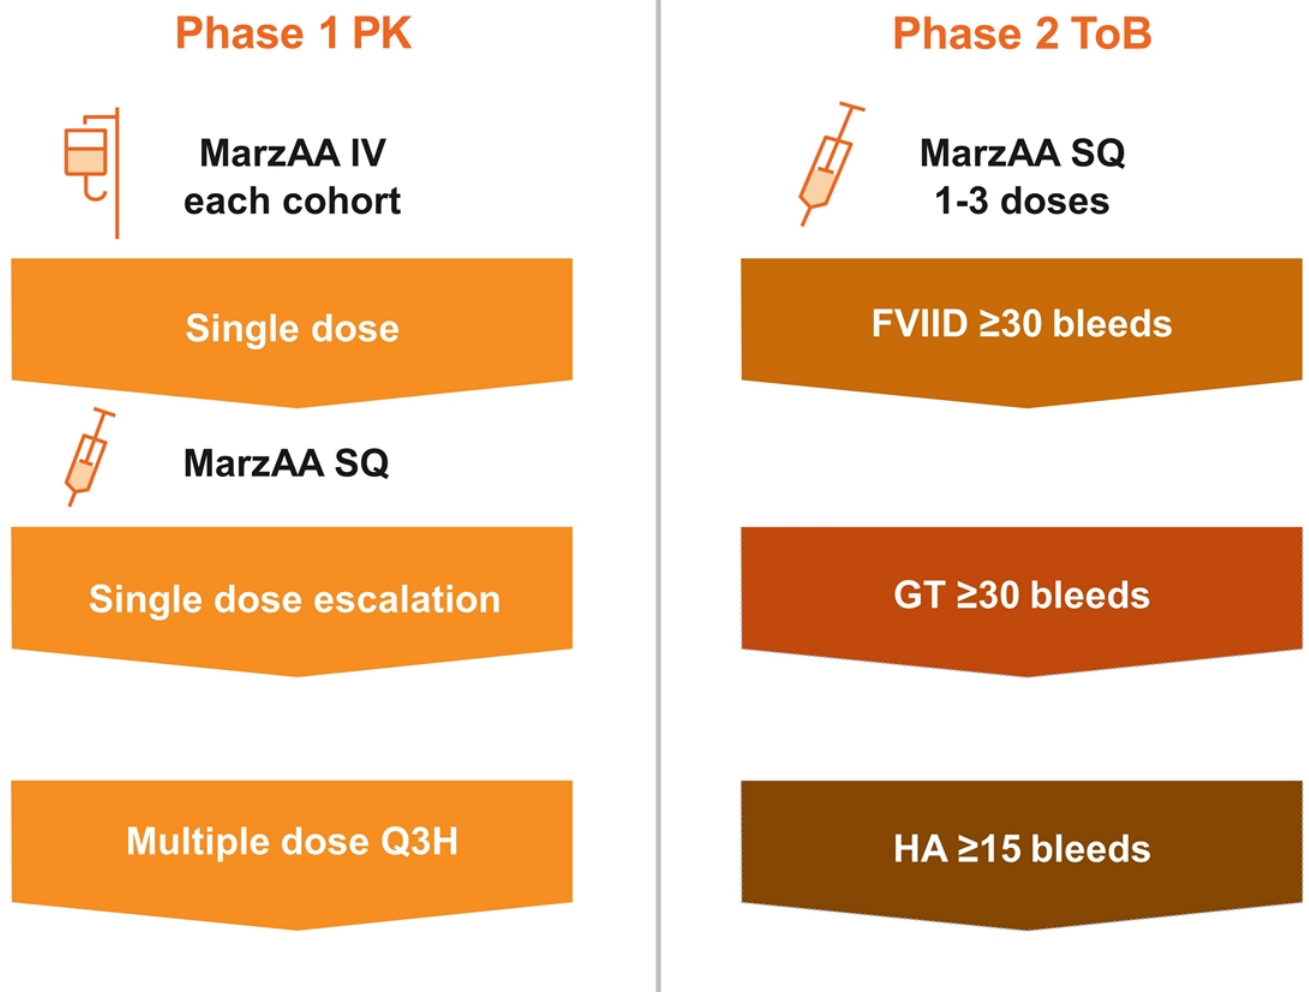 Phase 1 PK
MarzAA IV
each cohort
Single dose
MarzAA SQ
Single dose escalation
Multiple dose Q3H
Phase 2 ToB
MarzAA SQ
1-3 doses
FVIID ≥30 bleeds
GT ≥30 bleeds
HA ≥15 bleeds